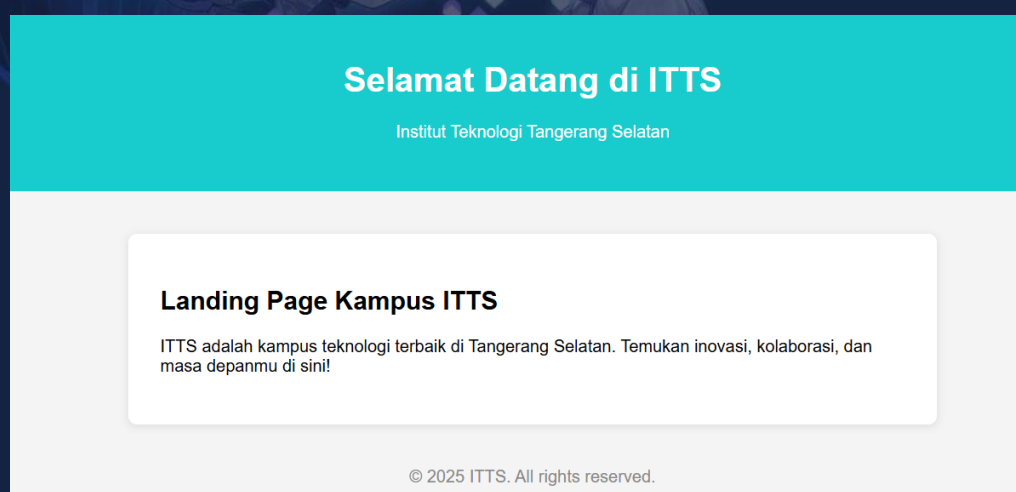 Selamat Datang di ITTS
Institut Teknologi Tangerang Selatan
Landing Page Kampus ITTS
ITTS adalah kampus teknologi terbaik di Tangerang Selatan. Temukan inovasi, kolaborasi, dan
masa depanmu di sini!
© 2025 ITTS. All rights reserved.